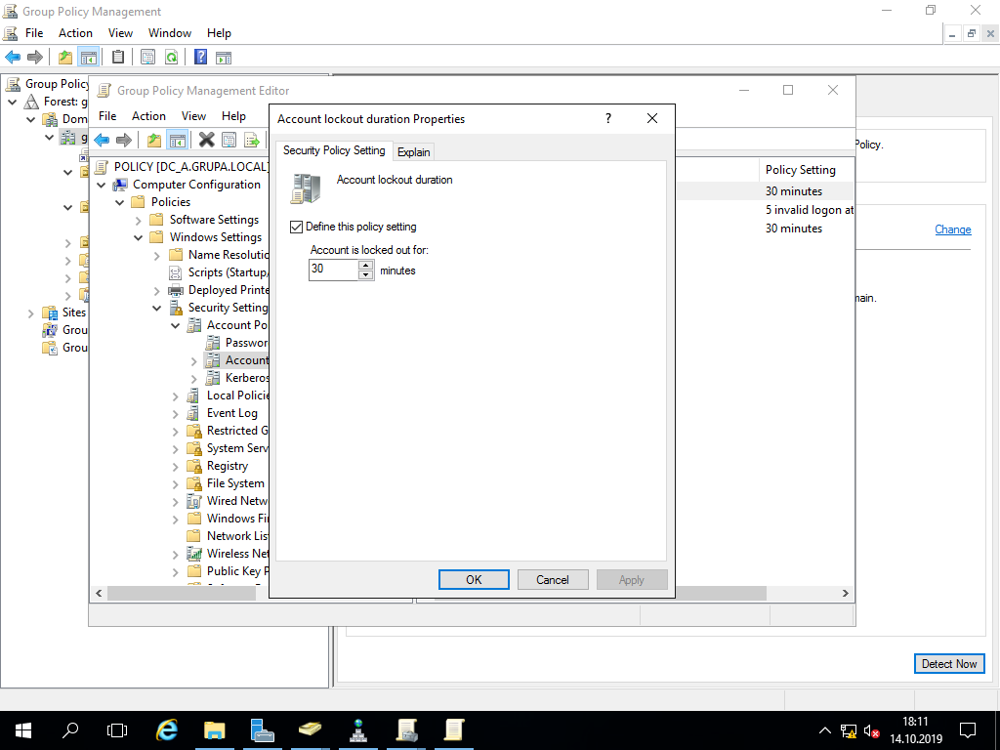 Group Policy Management
File Action View Window Help
Group Policy
Forest: g
Dom
g
Sites
Grou
Grou
Group Policy Management Editor
File Action View Help
POLICY [DC_A.GRUPA.LOCAL]
Computer Configuration
Policies
Software Settings
Windows Settings
Name Resolutio
Scripts (Startup/
Deployed Printe
Security Setting
Account Po
Passwor
Account
Kerberos
Local Policie
Event Log
Restricted G
System Serv
Registry
File System
Wired Netw
Windows Fir
Network Lis
Wireless Net
Public Key P
Account lockout duration Properties
?
Security Policy Setting Explain
Account lockout duration
Define this policy setting
Account is locked out for:
30 minutes
OK Cancel Apply
Policy Setting
30 minutes
5 invalid logon at
30 minutes
Policy.
Change
main.
Detect Now
18:11
14.10.2019